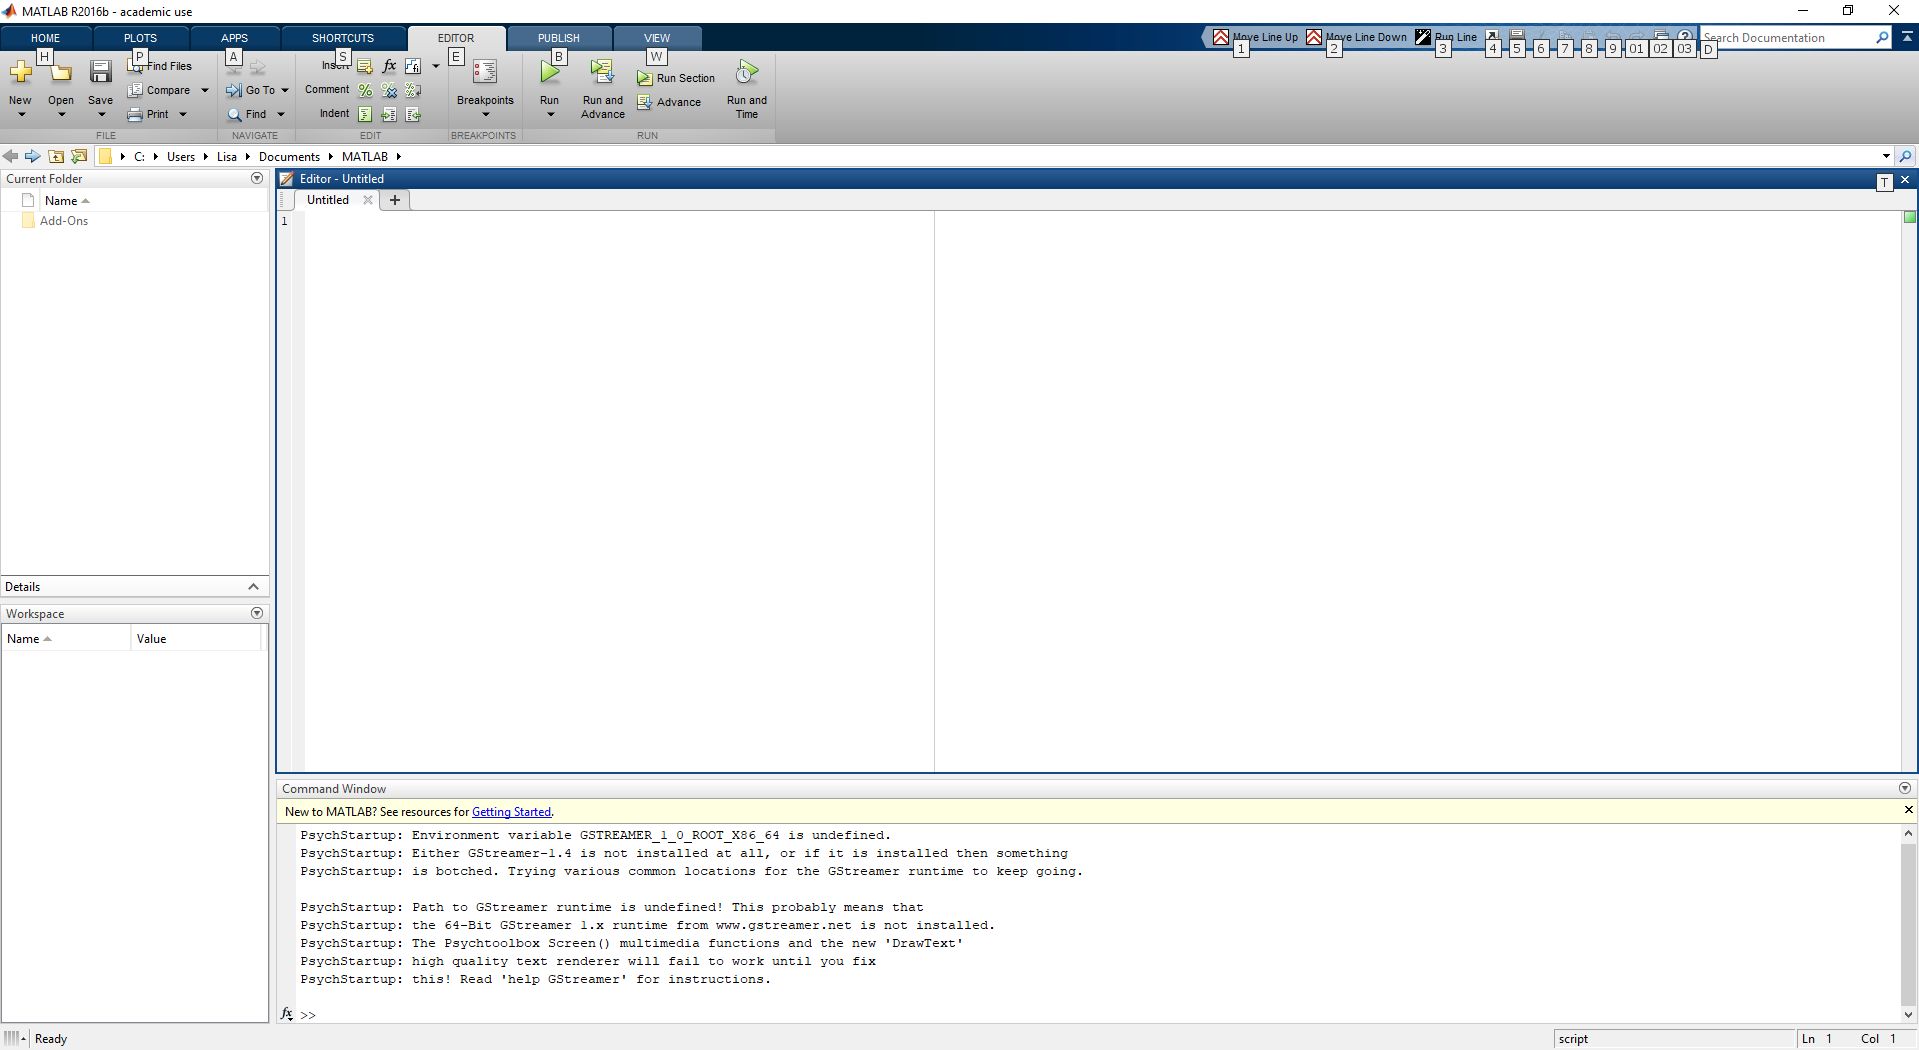 MATLAB R2016b - academic use
HOME PLOTS APPS SHORTCUTS EDITOR PUBLISH VIEW
Move Line Up Move Line Down Run Line Search Documentation
H P A S E B W 1 2 3 4 5 6 7 8 9 01 02 03 D
New Open Save
Find Files
Compare
Print
Go To
Find
Insert
Comment
Indent
Breakpoints
Run
Run and Advance
Run Section
Advance
Run and Time
FILE NAVIGATE EDIT BREAKPOINTS RUN
C: Users Lisa Documents MATLAB
Current Folder
Name
Add-Ons
Details
Workspace
Name Value
Editor - Untitled T
Untitled
1
Command Window
New to MATLAB? See resources for Getting Started.
PsychStartup: Environment variable GSTREAMER_1_0_ROOT_X86_64 is undefined.
PsychStartup: Either GStreamer-1.4 is not installed at all, or if it is installed then something
PsychStartup: is botched. Trying various common locations for the GStreamer runtime to keep going.
PsychStartup: Path to GStreamer runtime is undefined! This probably means that
PsychStartup: the 64-Bit GStreamer 1.x runtime from www.gstreamer.net is not installed.
PsychStartup: The Psychtoolbox Screen() multimedia functions and the new 'DrawText'
PsychStartup: high quality text renderer will fail to work until you fix
PsychStartup: this! Read 'help GStreamer' for instructions.
fx >>
Ready
script
Ln 1 Col 1